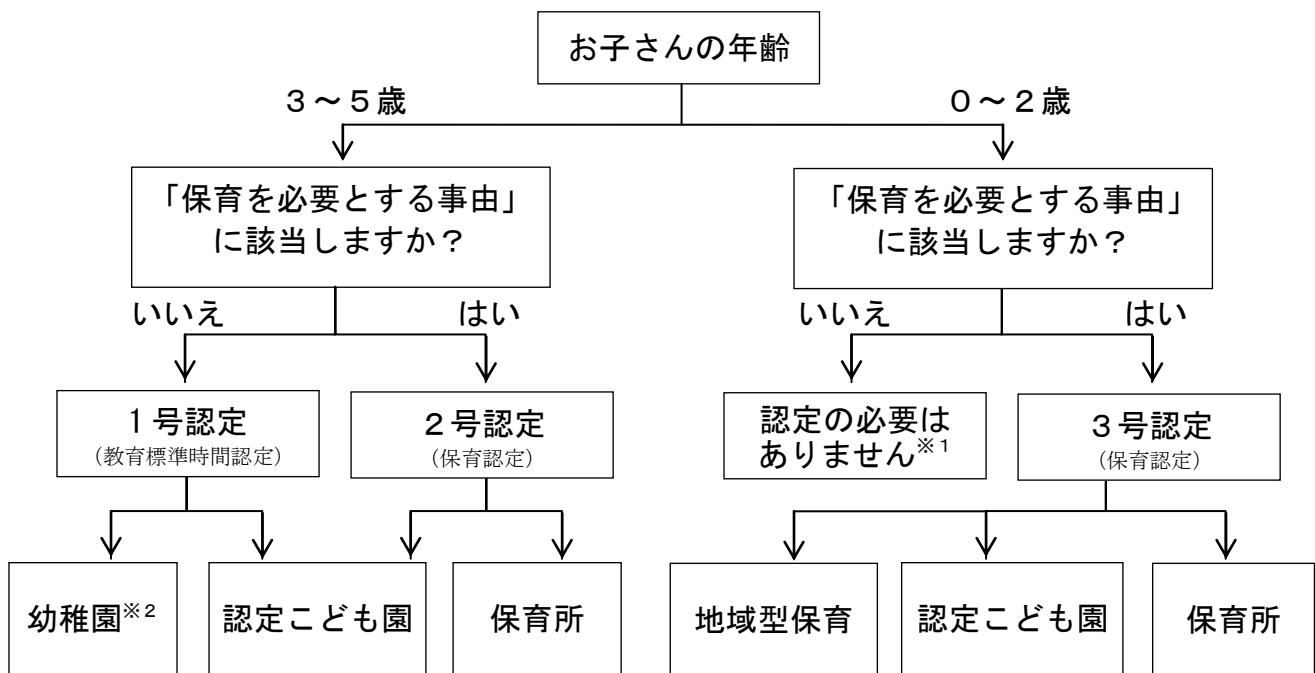 お子さんの年齢
３～５歳
０～２歳
「保育を必要とする事由」
に該当しますか？
「保育を必要とする事由」
に該当しますか？
いいえ
はい
いいえ
はい
１号認定
（教育標準時間認定）
２号認定
（保育認定）
認定の必要は
ありません※1
３号認定
（保育認定）
幼稚園※2
認定こども園
保育所
地域型保育
認定こども園
保育所